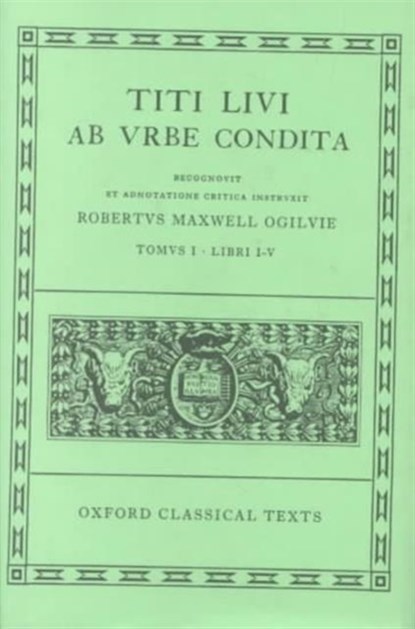 TITI LIVI
AB VRBE CONDITA
RECOGNOVIT
ET ADNOTATIONE CRITICA INSTRVXIT
ROBERTVS MAXWELL OGILVIE
TOMVS I · LIBRI I–V
OXFORD CLASSICAL TEXTS